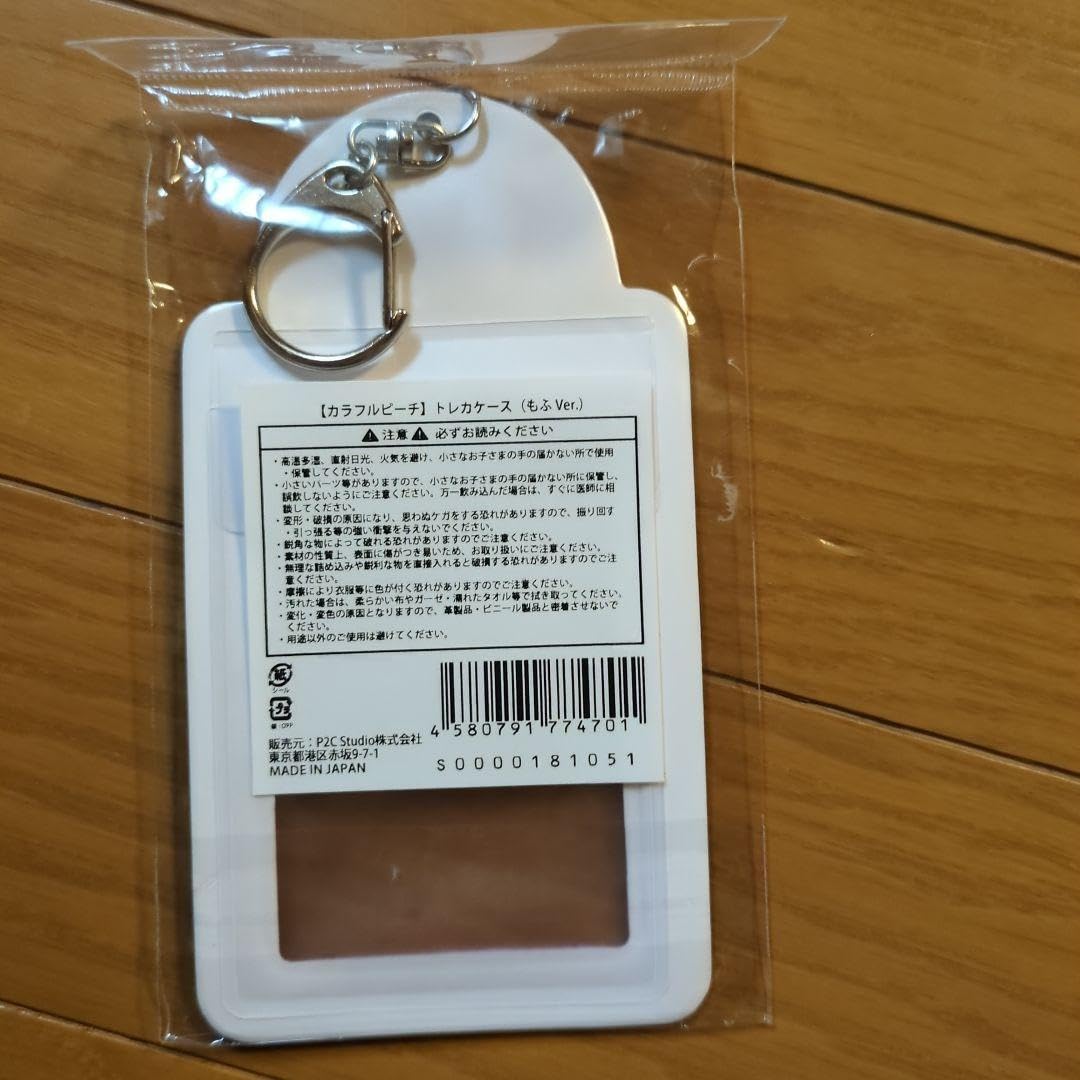 【カラフルピーチ】トレカケース（もふ Ver.）
⚠注意⚠ 必ずお読みください
・高温多湿、直射日光、火気を避け、小さなお子さまの手の届かない所で使用
・保管してください。
・小さいパーツ等がありますので、小さなお子さまの手の届かない所に保管し、
誤飲しないようにご注意ください。万一飲み込んだ場合は、すぐに医師に相
談してください。
・変形・破損の原因になり、思わぬケガをする恐れがありますので、振り回す
・引っ張る等の強い衝撃を与えないでください。
・鋭角な物によって破れる恐れがありますのでご注意ください。
・素材の性質上、表面に傷がつき易いため、お取り扱いにご注意ください。
・無理な詰め込みや鋭利な物を直接入れると破損する恐れがありますのでご注
意ください。
・摩擦により衣服等に色が付く恐れがありますのでご注意ください。
・汚れた場合は、柔らかい布やガーゼ・濡れたタオル等で拭き取ってください。
・変化・変色の原因となりますので、革製品・ビニール製品と密着させないで
ください。
・用途以外のご使用は避けてください。
紙
シール
プラ
袋：OPP
販売元：P2C Studio株式会社
東京都港区赤坂9-7-1
MADE IN JAPAN
4 580791 774701
S0000181051